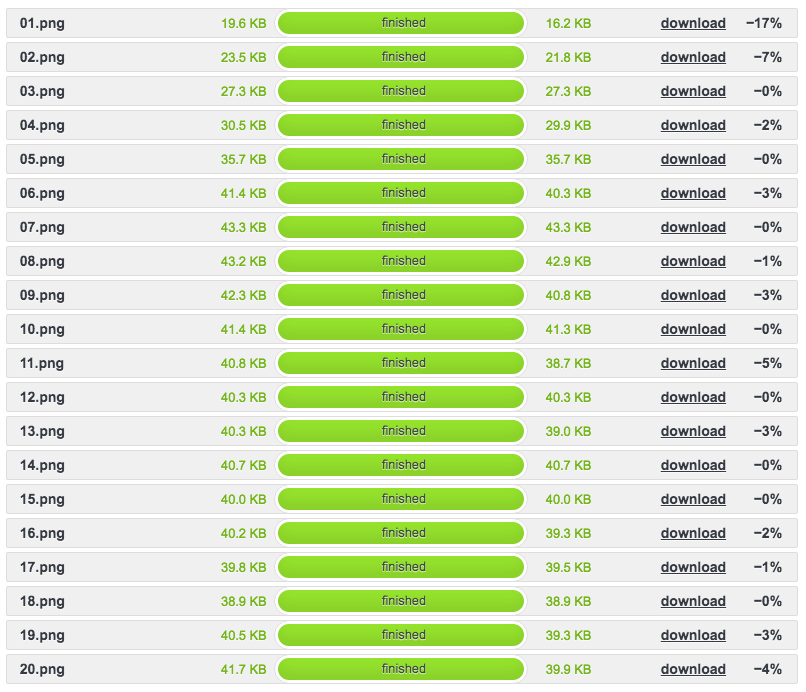 01.png 19.6 KB finished 16.2 KB download −17%
02.png 23.5 KB finished 21.8 KB download −7%
03.png 27.3 KB finished 27.3 KB download −0%
04.png 30.5 KB finished 29.9 KB download −2%
05.png 35.7 KB finished 35.7 KB download −0%
06.png 41.4 KB finished 40.3 KB download −3%
07.png 43.3 KB finished 43.3 KB download −0%
08.png 43.2 KB finished 42.9 KB download −1%
09.png 42.3 KB finished 40.8 KB download −3%
10.png 41.4 KB finished 41.3 KB download −0%
11.png 40.8 KB finished 38.7 KB download −5%
12.png 40.3 KB finished 40.3 KB download −0%
13.png 40.3 KB finished 39.0 KB download −3%
14.png 40.7 KB finished 40.7 KB download −0%
15.png 40.0 KB finished 40.0 KB download −0%
16.png 40.2 KB finished 39.3 KB download −2%
17.png 39.8 KB finished 39.5 KB download −1%
18.png 38.9 KB finished 38.9 KB download −0%
19.png 40.5 KB finished 39.3 KB download −3%
20.png 41.7 KB finished 39.9 KB download −4%